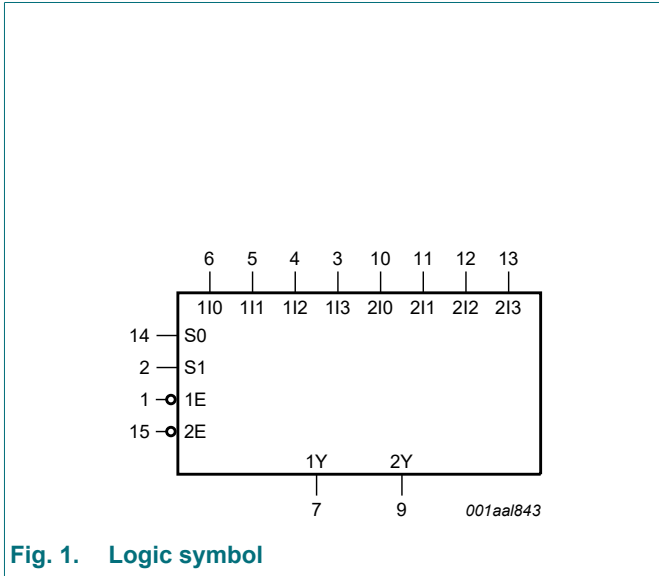 6 5 4 3 10 11 12 13
1I0 1I1 1I2 1I3 2I0 2I1 2I2 2I3
14 S0
2 S1
1 1E
15 2E
1Y 2Y
7 9 001aal843
Fig. 1. Logic symbol